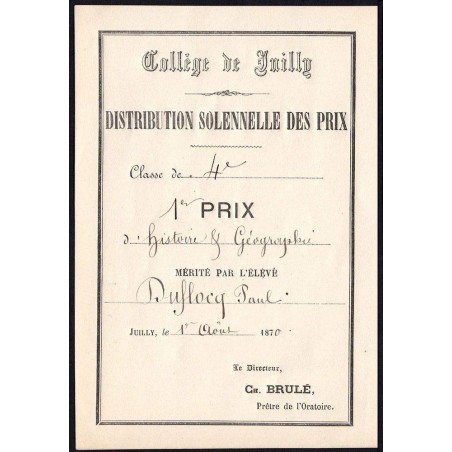 Collège de Juilly
DISTRIBUTION SOLENNELLE DES PRIX
Classe de 4e
1er PRIX
d'Histoire & Géographie
MÉRITÉ PAR L'ÉLÉVÉ
Duflocq Paul
JUILLY, le 1er Août 1870
Le Directeur,
CH. BRULÉ,
Prêtre de l'Oratoire.